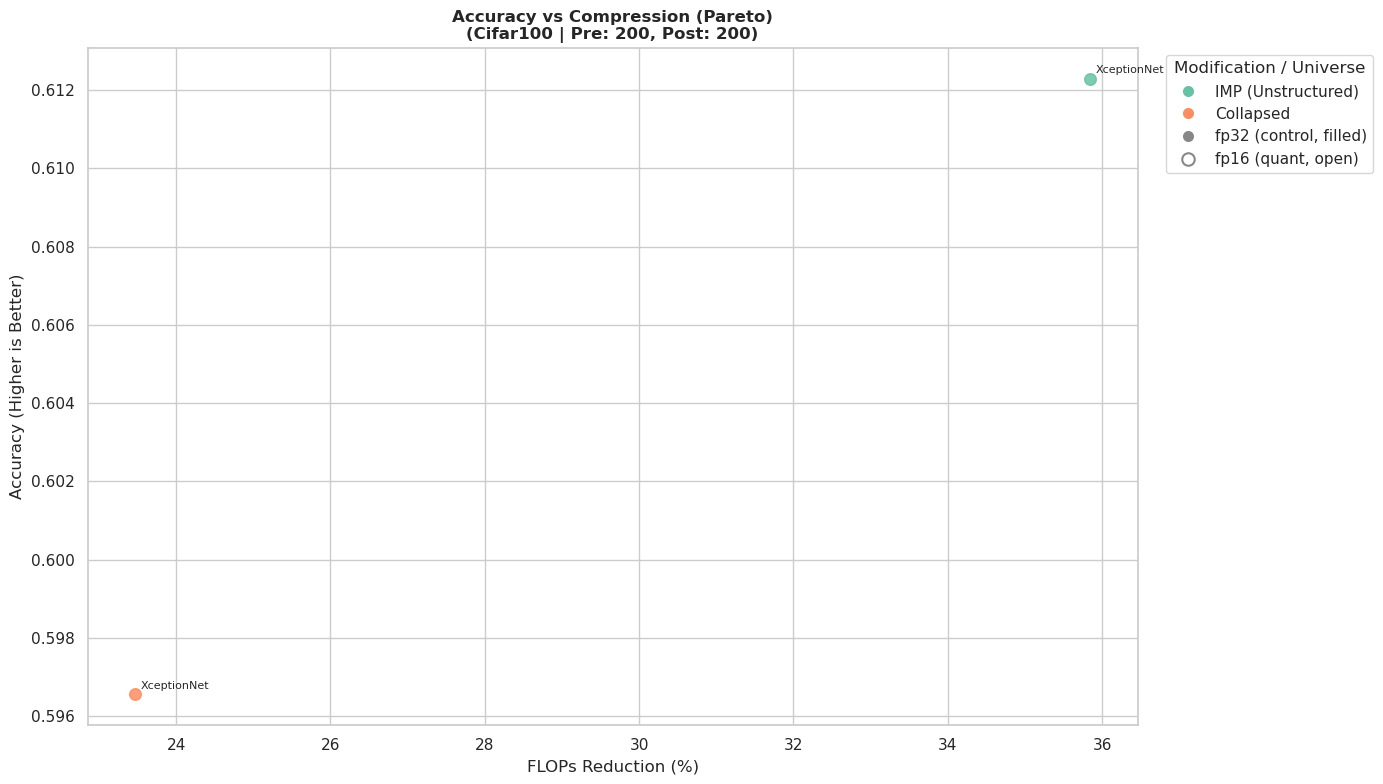 Accuracy vs Compression (Pareto)
(Cifar100 | Pre: 200, Post: 200)
XceptionNet
Modification / Universe
IMP (Unstructured)
Collapsed
fp32 (control, filled)
fp16 (quant, open)
Accuracy (Higher is Better)
0.612
0.610
0.608
0.606
0.604
0.602
0.600
0.598
0.596
XceptionNet
24
26
28
30
32
34
36
FLOPs Reduction (%)